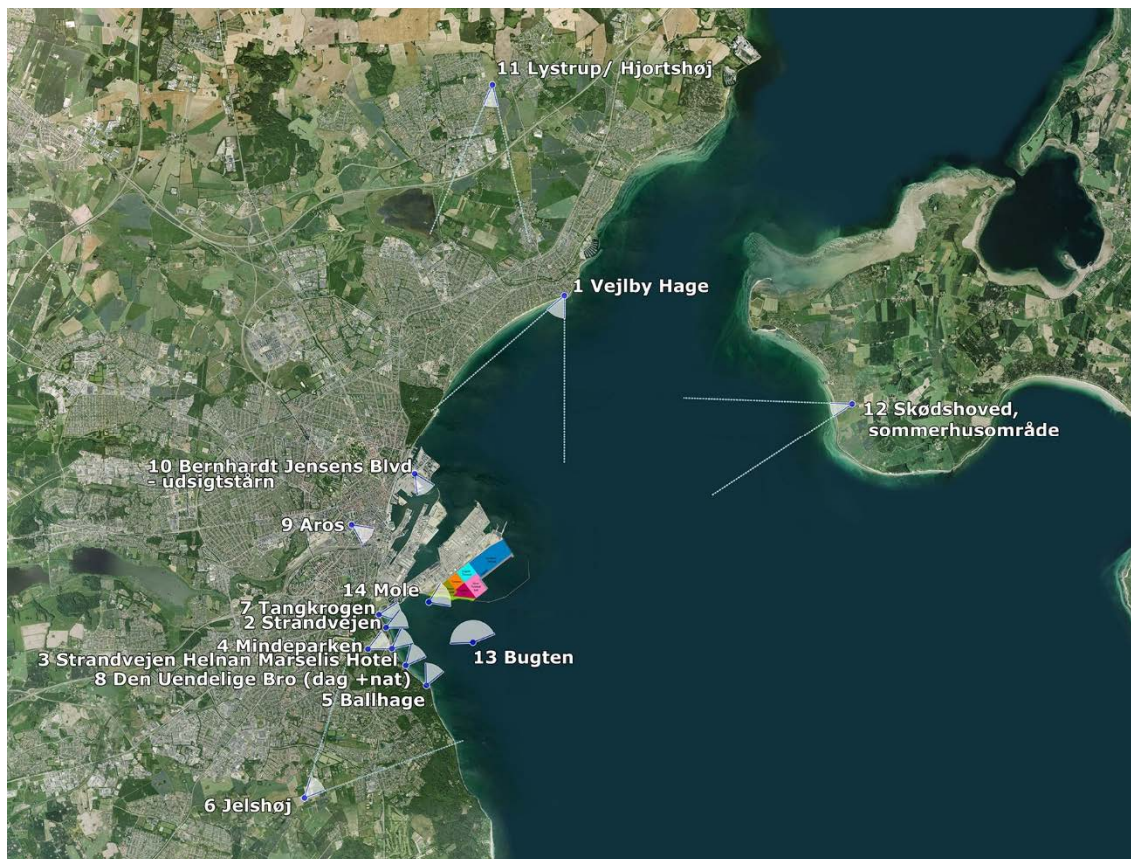 11 Lystrup/ Hjortshøj
1 Vejlby Hage
12 Skødshoved,
sommerhusområde
10 Bernhardt Jensens Blvd
- udsigtstårn
9 Aros
14 Mole
7 Tangkrogen
2 Strandvejen
4 Mindeparken
3 Strandvejen Helnan Marselis Hotel
13 Bugten
8 Den Uendelige Bro (dag +nat)
5 Ballhage
6 Jelshøj